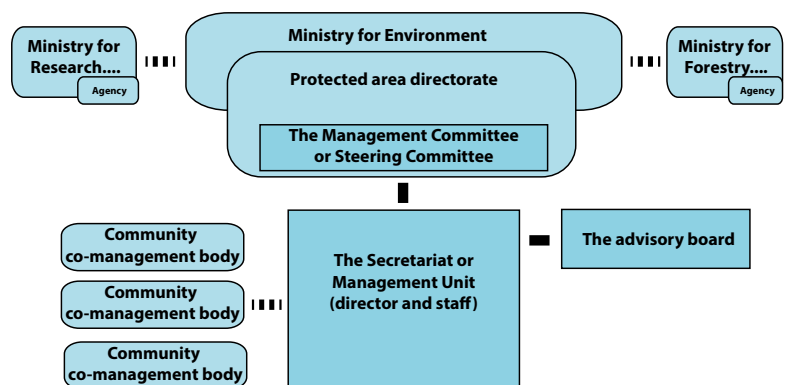 Ministry for
Research....
Agency
Ministry for Environment
Protected area directorate
The Management Committee
or Steering Committee
Ministry for
Forestry....
Agency
Community
co-management body
Community
co-management body
Community
co-management body
The Secretariat or
Management Unit
(director and staff)
The advisory board